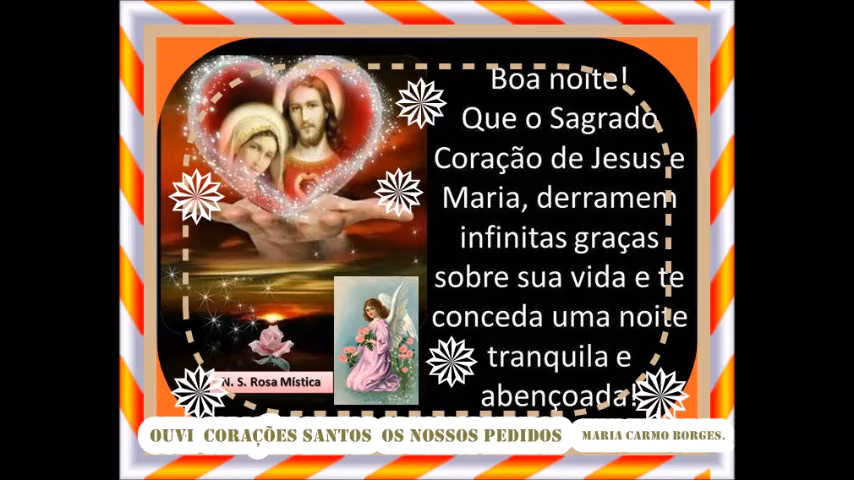 Boa noite!
Que o Sagrado
Coração de Jesus e
Maria, derramem
infinitas graças
sobre sua vida e te
conceda uma noite
tranquila e
abençoada!
N. S. Rosa Mística
OUVI CORAÇÕES SANTOS OS NOSSOS PEDIDOS
MARIA CARMO BORGES.